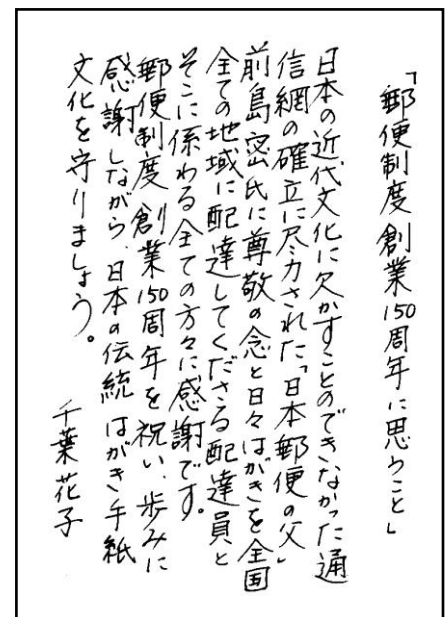 「郵便制度創業150周年に思うこと」
日本の近代文化に欠かすことのできなかった通
信網の確立に尽力された「日本郵便の父」
前島密氏に尊敬の念と日々はがきを全国
全ての地域に配達してくださる配達員と
そこに係わる全ての方々に感謝です。
郵便制度創業150周年を祝い、歩みに
感謝しながら、日本の伝統はがき手紙
文化を守りましょう。
千葉花子